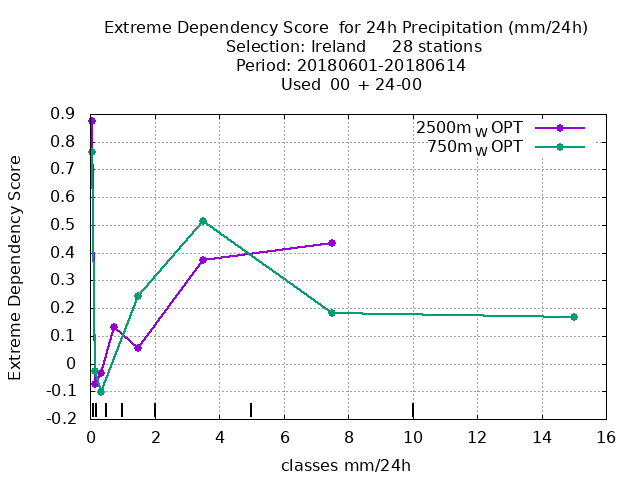 Extreme Dependency Score  for 24h Precipitation (mm/24h)
Selection: Ireland     28 stations
Period: 20180601-20180614
Used  00 + 24-00
2500m W OPT
750m W OPT
Extreme Dependency Score
0.9
0.8
0.7
0.6
0.5
0.4
0.3
0.2
0.1
0
-0.1
-0.2
0 2 4 6 8 10 12 14 16
classes mm/24h